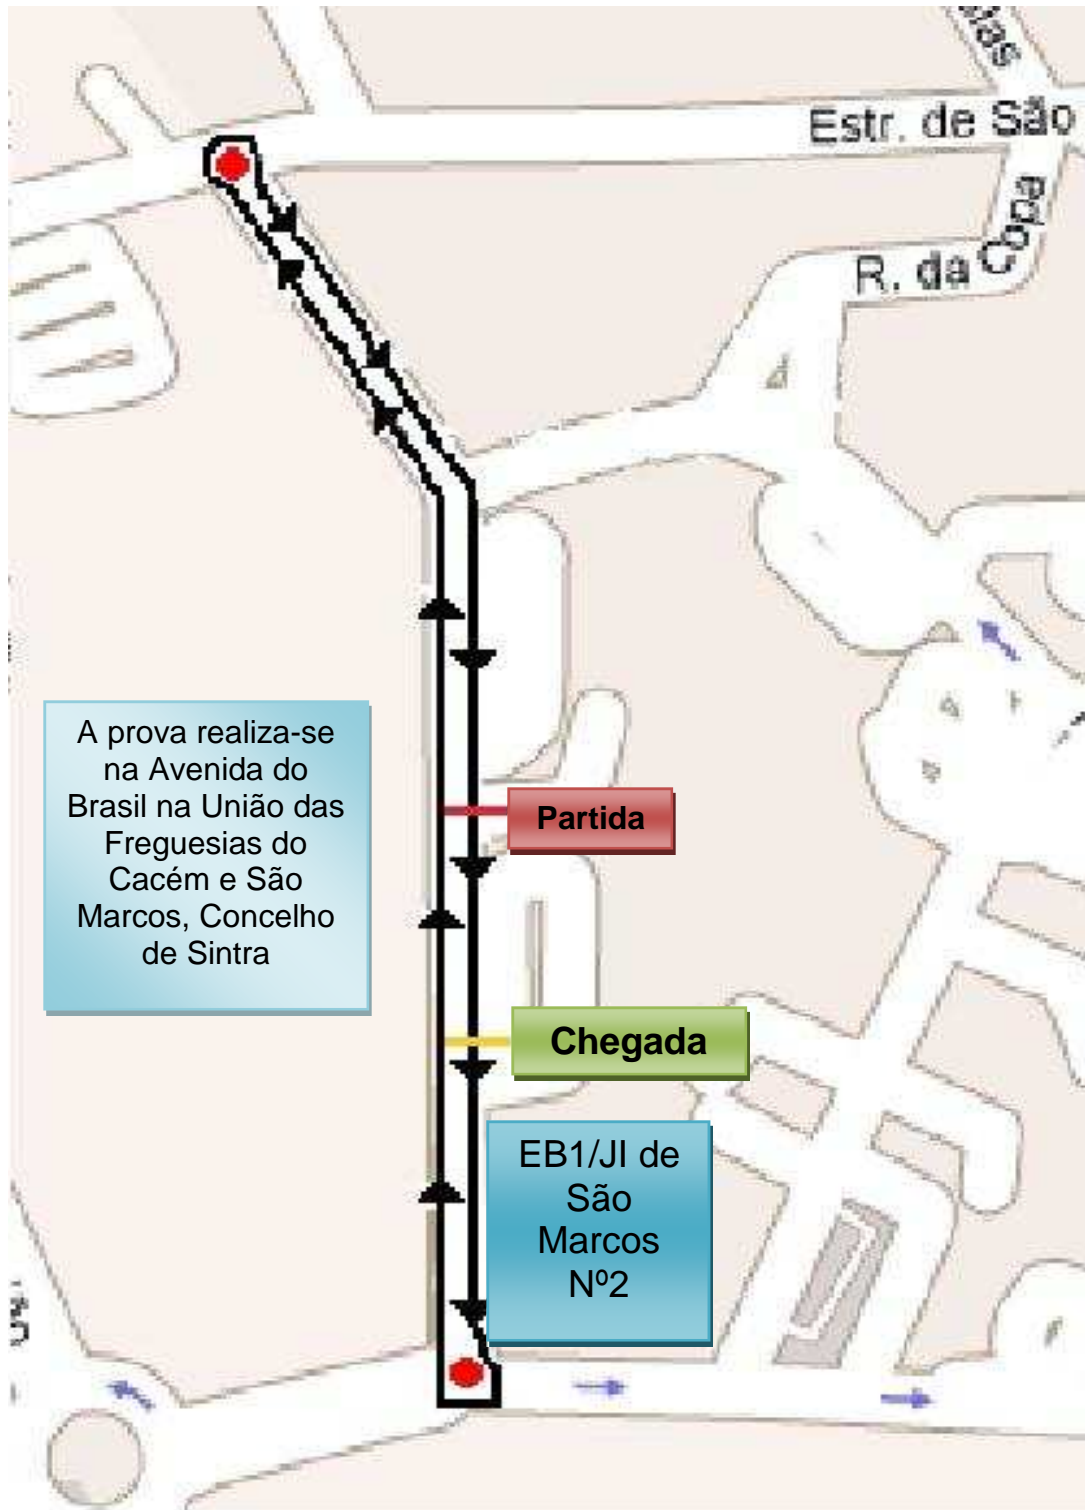 Estr. de São
R. da Copa
A prova realiza-se
na Avenida do
Brasil na União das
Freguesias do
Cacém e São
Marcos, Concelho
de Sintra
Partida
Chegada
EB1/JI de
São
Marcos
Nº2